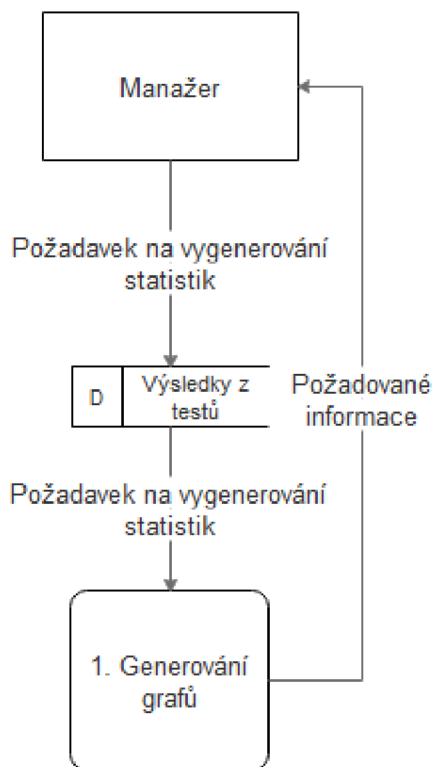 Manažer
Požadavek na vygenerování
statistik
D
Výsledky z
testů
Požadované
informace
Požadavek na vygenerování
statistik
1. Generování
grafů